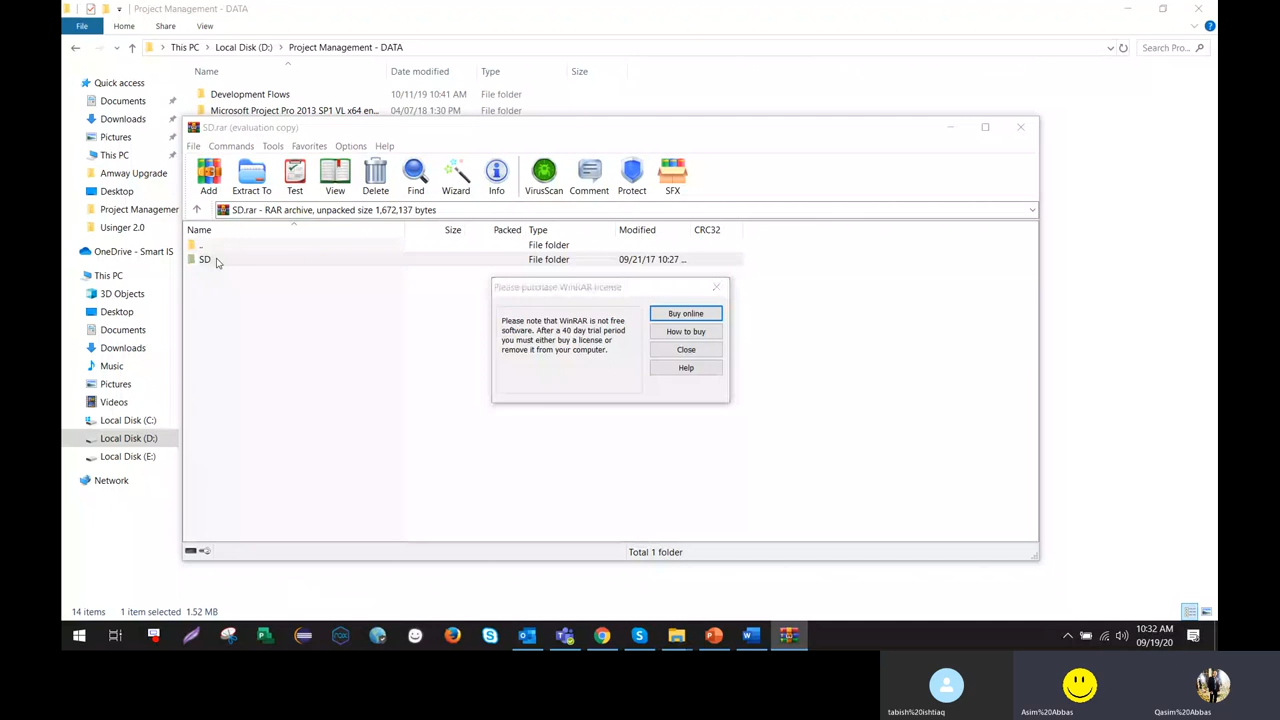 Project Management - DATA
File Home Share View
This PC > Local Disk (D:) > Project Management - DATA
Search Pro...
Name Date modified Type Size
Quick access
Documents
Downloads
Pictures
This PC
Amway Upgrade
Desktop
Project Managemer
Usinger 2.0
OneDrive - Smart IS
This PC
3D Objects
Desktop
Documents
Downloads
Music
Pictures
Videos
Local Disk (C:)
Local Disk (D:)
Local Disk (E:)
Network
Development Flows 10/11/19 10:41 AM File folder
Microsoft Project Pro 2013 SP1 VL x64 en... 04/07/18 1:30 PM File folder
SD.rar (evaluation copy)
File Commands Tools Favorites Options Help
Add Extract To Test View Delete Find Wizard Info VirusScan Comment Protect SFX
SD.rar - RAR archive, unpacked size 1,672,137 bytes
Name Size Packed Type Modified CRC32
.. File folder
SD File folder 09/21/17 10:27 ...
Please purchase WinRAR license
Please note that WinRAR is not free
software. After a 40 day trial period
you must either buy a license or
remove it from your computer.
Buy online
How to buy
Close
Help
Total 1 folder
14 items 1 item selected 1.52 MB
10:32 AM
09/19/20
tabish%20ishtiaq
Asim%20Abbas
Qasim%20Abbas